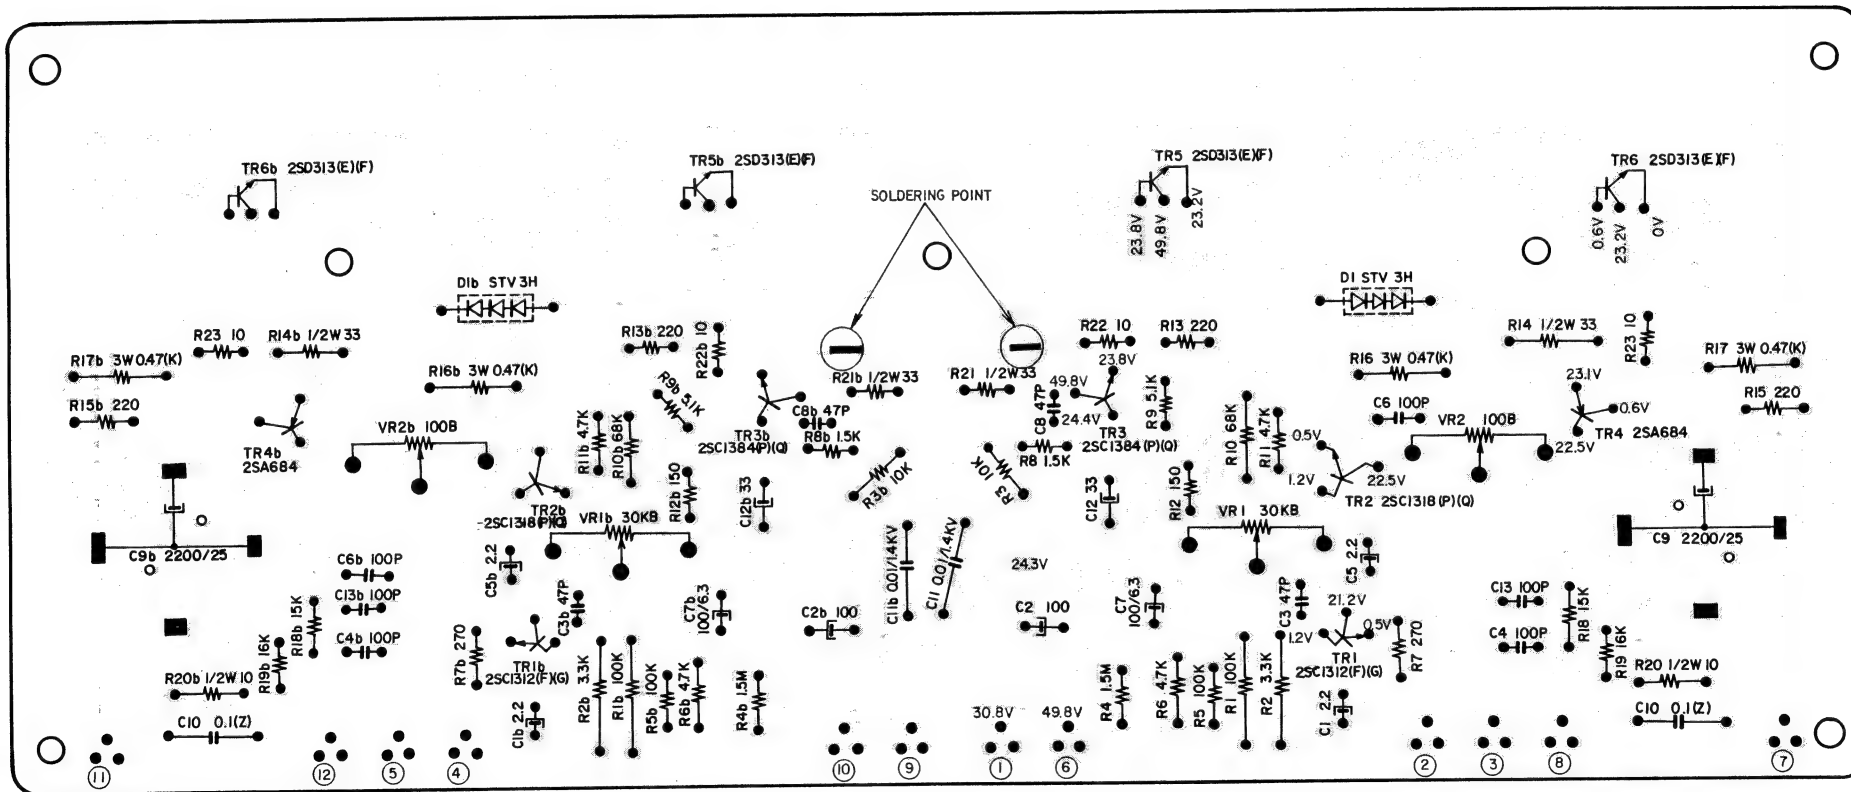 TR6b 2SD313(E)(F)
TR5b 2SD313(E)(F)
TR5 2SD313(E)(F)
TR6 2SD313(E)(F)
SOLDERING POINT
23.8V
49.8V
23.2V
0.6V
23.2V
0V
D1b STV 3H
D1 STV 3H
R23 10
R14b 1/2W 33
R13b 220
R22b 10
R22 10
R13 220
R14 1/2W 33
R23 10
R17b 3W 0.47(K)
R16b 3W 0.47(K)
R9b 5.1K
R21b 1/2W 33
R21 1/2W 33
23.8V
49.8V
C8 47P
24.4V
R9 5.1K
R16 3W 0.47(K)
R17 3W 0.47(K)
R15b 220
23.1V
R15 220
VR2b 100B
R11b 4.7K
R10b 68K
C8b 47P
TR3b
2SC1384(P)(Q)
R8b 1.5K
TR3
2SC1384(P)(Q)
R8 1.5K
R10 68K
R11 4.7K
0.5V
C6 100P
VR2 100B
0.6V
TR4 2SA684
22.5V
TR4b
2SA684
R3b 10K
R3 10K
1.2V
22.5V
TR2 2SC1318(P)(Q)
TR2b
2SC1318(P)(Q)
R12b 150
C12b 33
C12 33
R12 150
VR1b 30KB
VR1 30KB
C9b 2200/25
C9 2200/25
C6b 100P
C5b 2.2
C11b 0.01/1.4KV
C11 0.01/1.4KV
24.3V
C5 2.2
C13b 100P
R18b 15K
C3b 47P
C7b
100/6.3
C2b 100
C2 100
C7
100/6.3
C3 47P
21.2V
C13 100P
R18 15K
C4b 100P
R19b 16K
R7b 270
TR1b
2SC1312(F)(G)
1.2V
0.5V
TR1
2SC1312(F)(G)
R7 270
C4 100P
R19 16K
R20b 1/2W 10
R2b 3.3K
R1b 100K
R5b 100K
R6b 4.7K
R4b 1.5M
R4 1.5M
R6 4.7K
R5 100K
R1 100K
R2 3.3K
R20 1/2W 10
C10 0.1(Z)
C1b 2.2
30.8V
49.8V
C1 2.2
C10 0.1(Z)
11
12
5
4
10
9
1
6
2
3
8
7